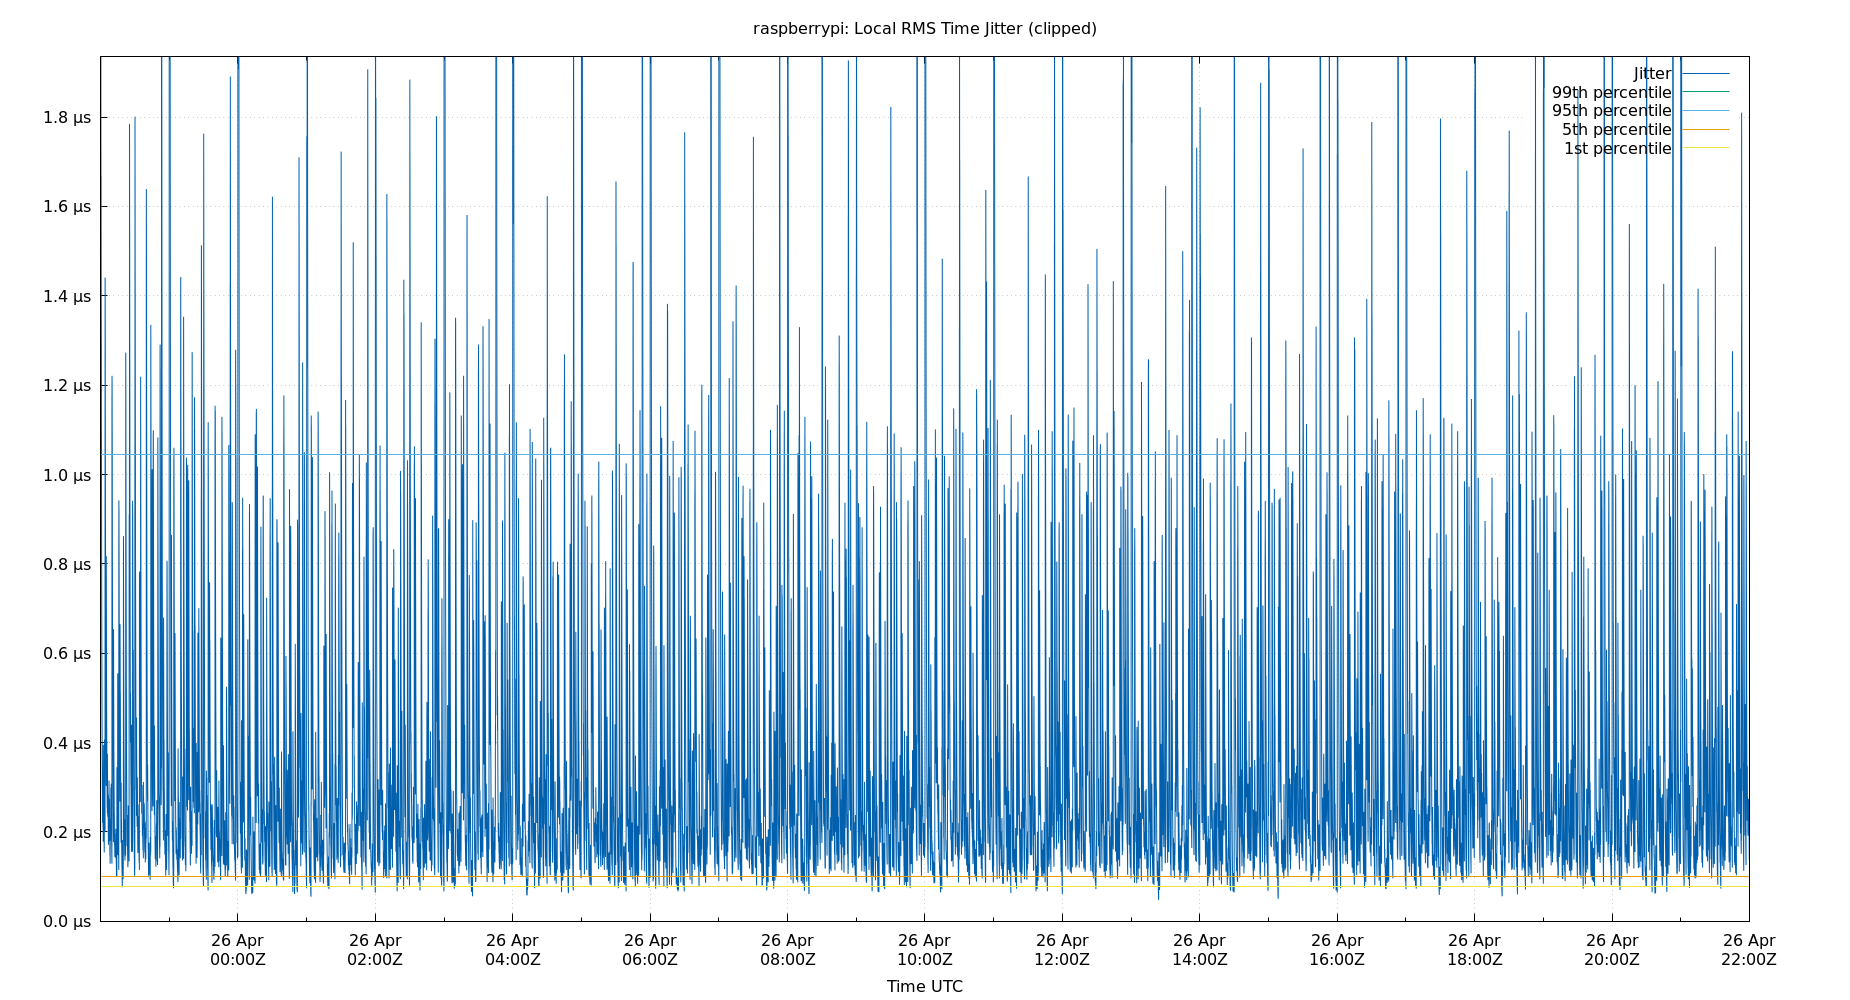 raspberrypi: Local RMS Time Jitter (clipped)
Jitter
99th percentile
95th percentile
5th percentile
1st percentile
1.8 μs
1.6 μs
1.4 μs
1.2 μs
1.0 μs
0.8 μs
0.6 μs
0.4 μs
0.2 μs
0.0 μs
26 Apr 26 Apr 26 Apr 26 Apr 26 Apr 26 Apr 26 Apr 26 Apr 26 Apr 26 Apr 26 Apr 26 Apr
00:00Z 02:00Z 04:00Z 06:00Z 08:00Z 10:00Z 12:00Z 14:00Z 16:00Z 18:00Z 20:00Z 22:00Z
Time UTC